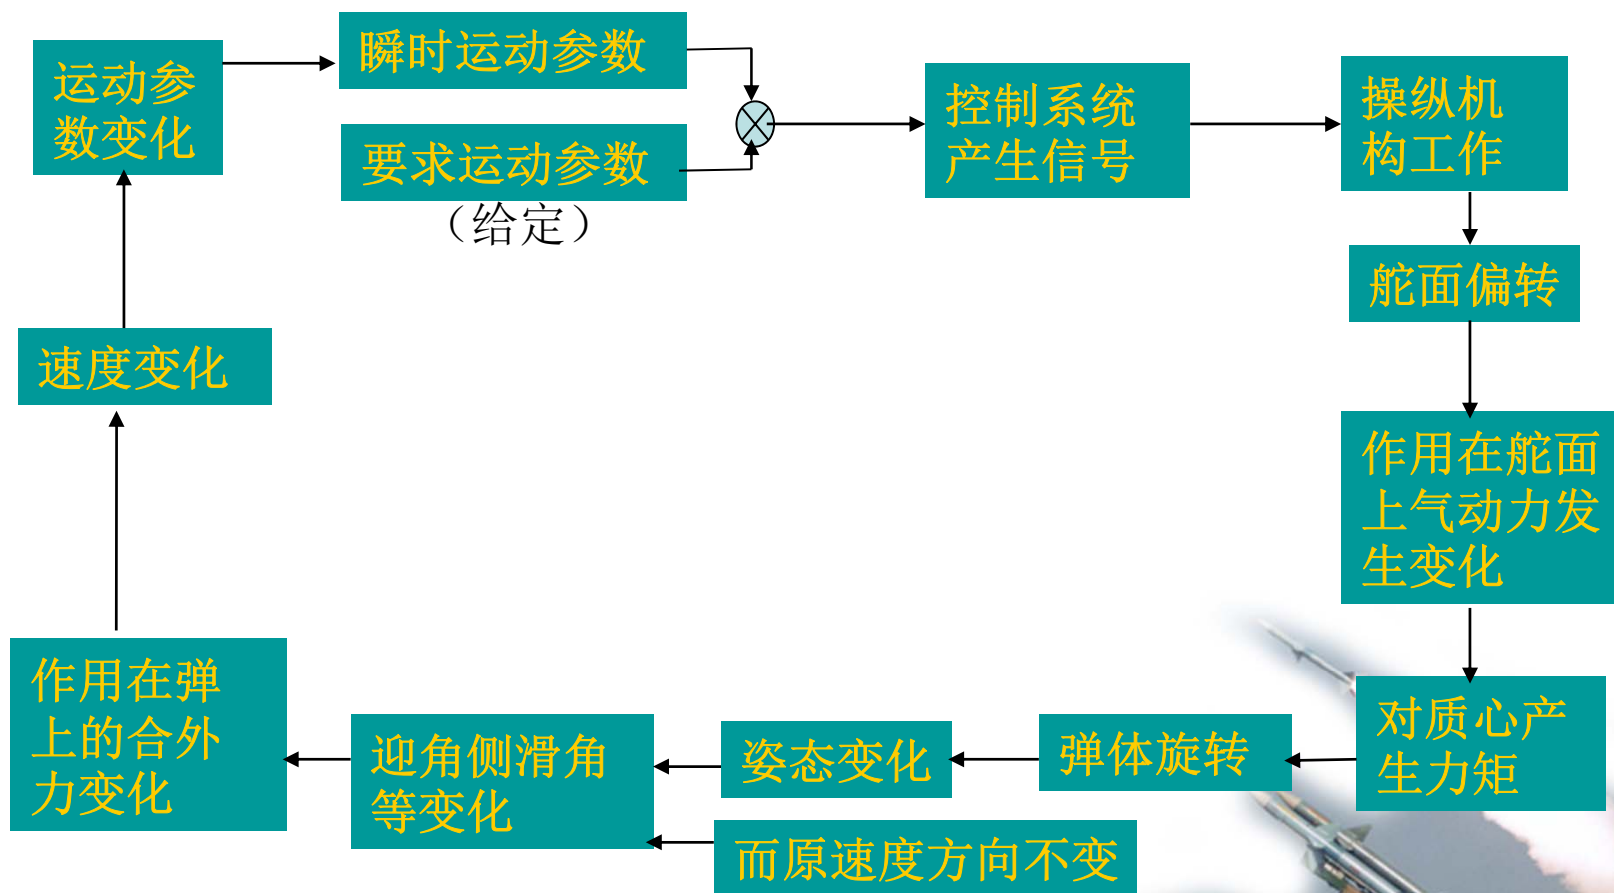 运动参
数变化
瞬时运动参数
要求运动参数
（给定）
控制系统
产生信号
操纵机
构工作
舵面偏转
作用在舵面
上气动力发
生变化
对质心产
生力矩
弹体旋转
姿态变化
而原速度方向不变
迎角侧滑角
等变化
作用在弹
上的合外
力变化
速度变化